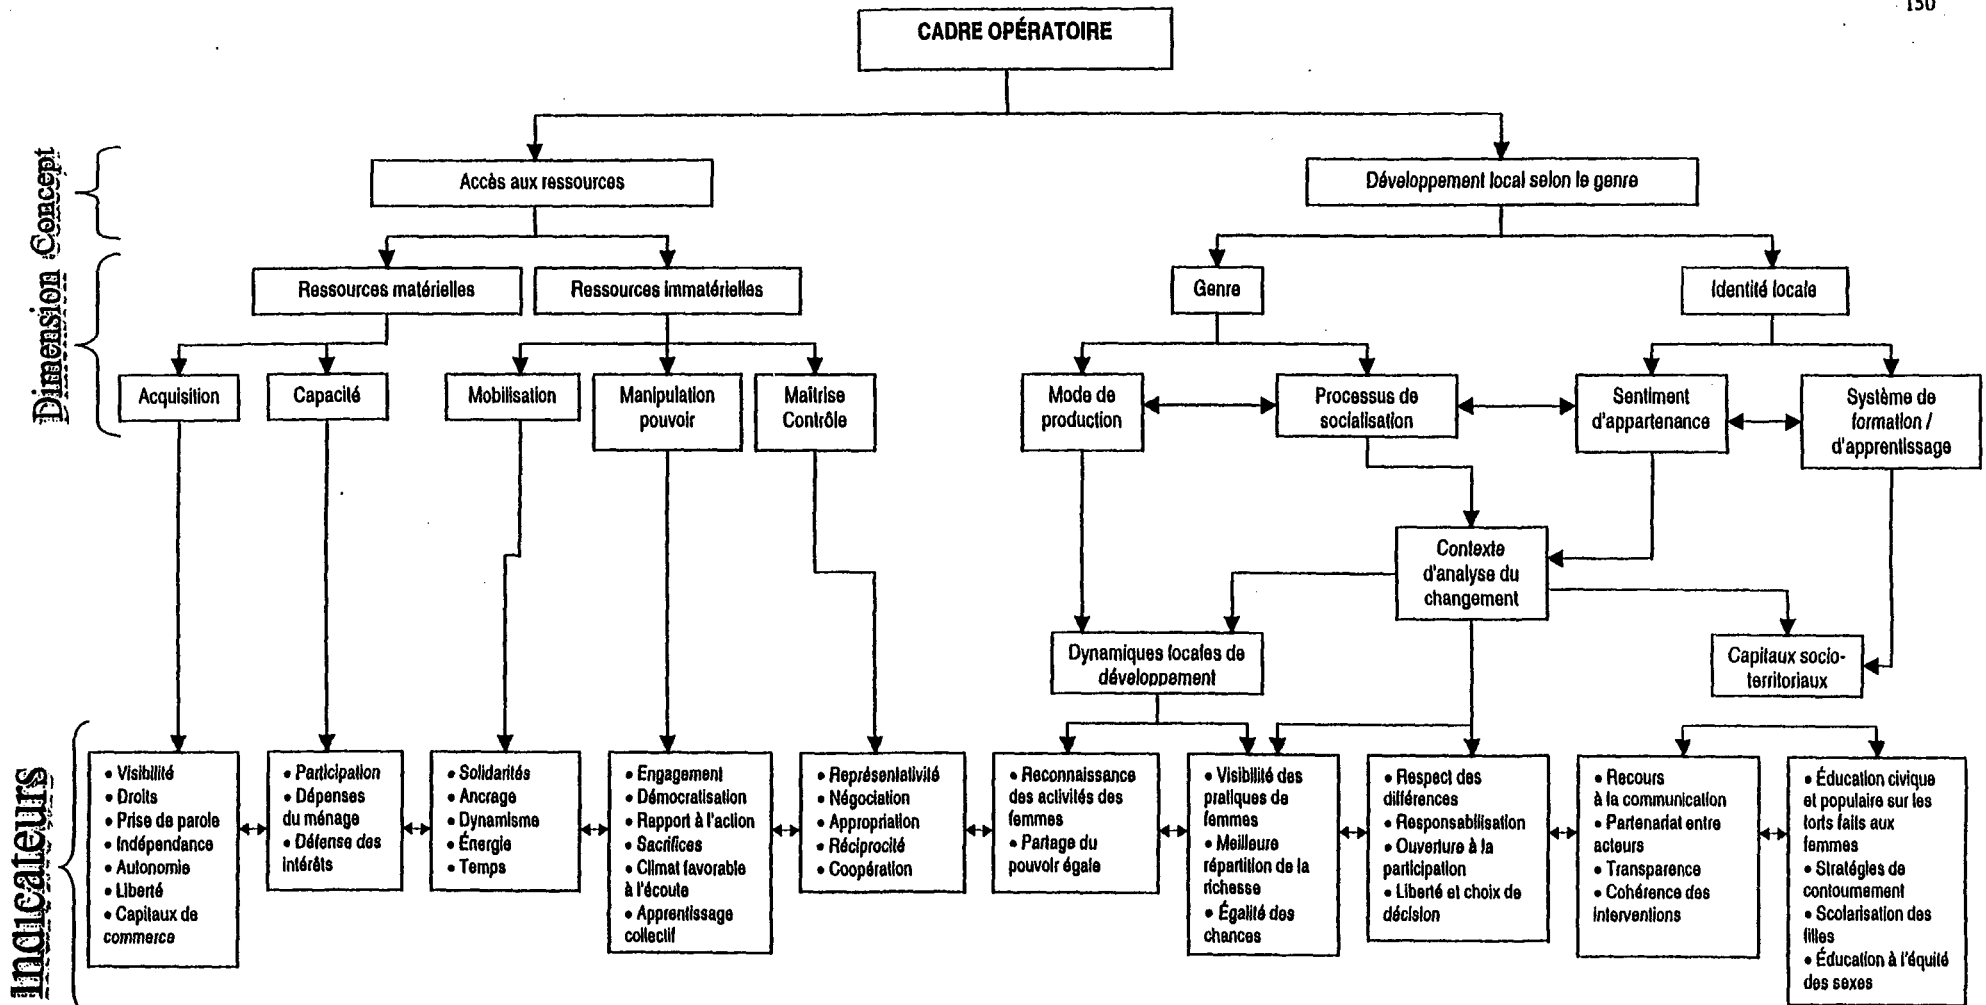 150
CADRE OPÉRATOIRE
Concept
Accès aux ressources
Développement local selon le genre
Dimension
Ressources matérielles
Ressources immatérielles
Genre
Identité locale
Acquisition
Capacité
Mobilisation
Manipulation
pouvoir
Maîtrise
Contrôle
Mode de
production
Processus de
socialisation
Sentiment
d'appartenance
Système de
formation /
d'apprentissage
Contexte
d'analyse du
changement
Dynamiques locales de
développement
Capitaux socio-
territoriaux
Indicateurs
• Visibilité
• Droits
• Prise de parole
• Indépendance
• Autonomie
• Liberté
• Capitaux de
commerce
• Participation
• Dépenses
du ménage
• Défense des
intérêts
• Solidarités
• Ancrage
• Dynamisme
• Énergie
• Temps
• Engagement
• Démocratisation
• Rapport à l'action
• Sacrifices
• Climat favorable
à l'écoute
• Apprentissage
collectif
• Représentativité
• Négociation
• Appropriation
• Réciprocité
• Coopération
• Reconnaissance
des activités des
femmes
• Partage du
pouvoir égale
• Visibilité des
pratiques de
femmes
• Meilleure
répartition de la
richesse
• Égalité des
chances
• Respect des
différences
• Responsabilisation
• Ouverture à la
participation
• Liberté et choix de
décision
• Recours
à la communication
• Partenariat entre
acteurs
• Transparence
• Cohérence des
interventions
• Éducation civique
et populaire sur les
torts faits aux
femmes
• Stratégies de
contournement
• Scolarisation des
filles
• Éducation à l'équité
des sexes